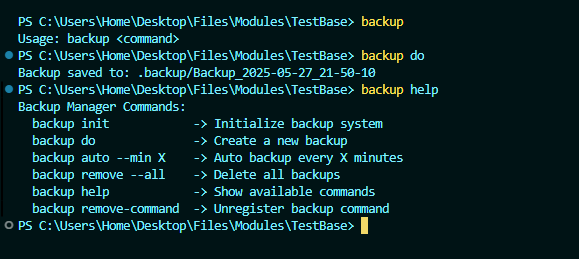 PS C:\Users\Home\Desktop\Files\Modules\TestBase> backup
Usage: backup <command>
PS C:\Users\Home\Desktop\Files\Modules\TestBase> backup do
Backup saved to: .backup/Backup_2025-05-27_21-50-10
PS C:\Users\Home\Desktop\Files\Modules\TestBase> backup help
Backup Manager Commands:
  backup init            -> Initialize backup system
  backup do              -> Create a new backup
  backup auto --min X    -> Auto backup every X minutes
  backup remove --all    -> Delete all backups
  backup help            -> Show available commands
  backup remove-command  -> Unregister backup command
PS C:\Users\Home\Desktop\Files\Modules\TestBase>